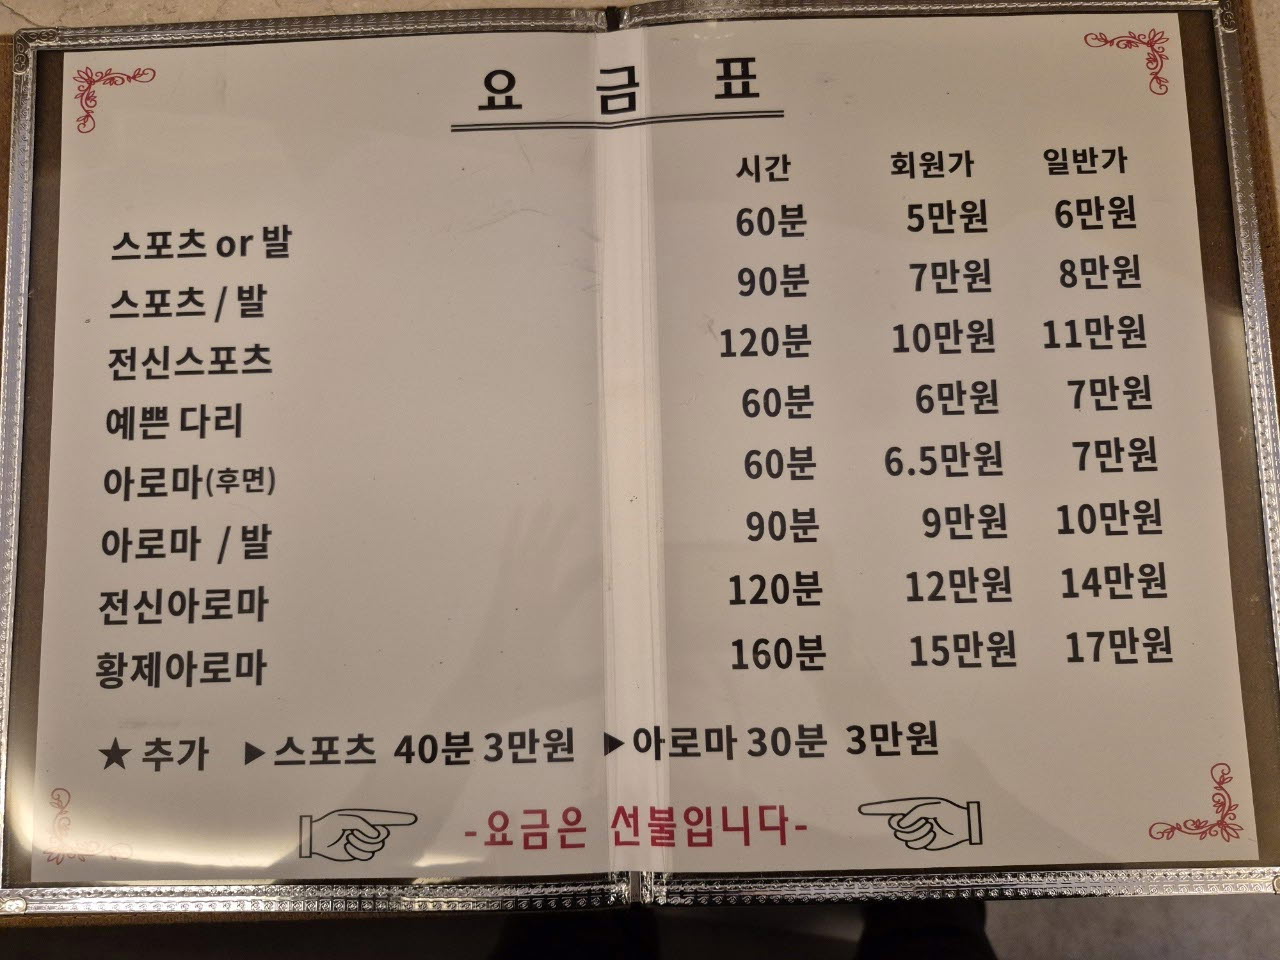 요 금 표
시간 회원가 일반가
스포츠 or 발 60분 5만원 6만원
스포츠 / 발 90분 7만원 8만원
전신스포츠 120분 10만원 11만원
예쁜 다리 60분 6만원 7만원
아로마(후면) 60분 6.5만원 7만원
아로마 / 발 90분 9만원 10만원
전신아로마 120분 12만원 14만원
황제아로마 160분 15만원 17만원
★ 추가 ▶스포츠 40분 3만원 ▶아로마 30분 3만원
-요금은 선불입니다-